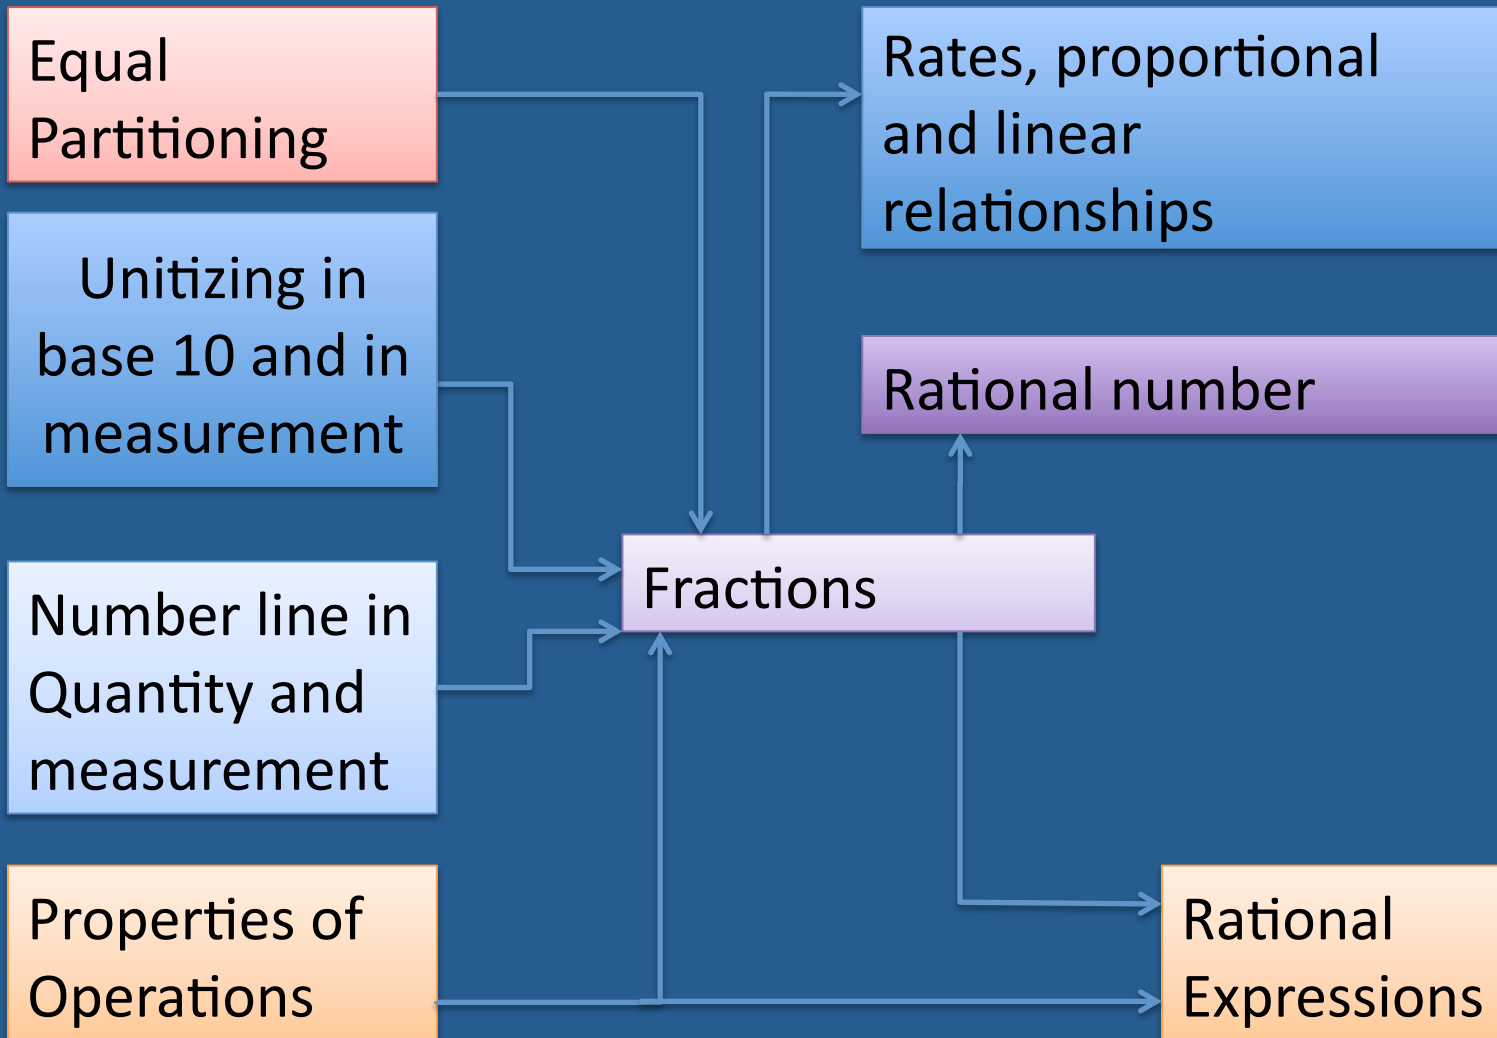 Equal
Partitioning
Unitizing in
base 10 and in
measurement
Number line in
Quantity and
measurement
Properties of
Operations
Fractions
Rates, proportional
and linear
relationships
Rational number
Rational
Expressions